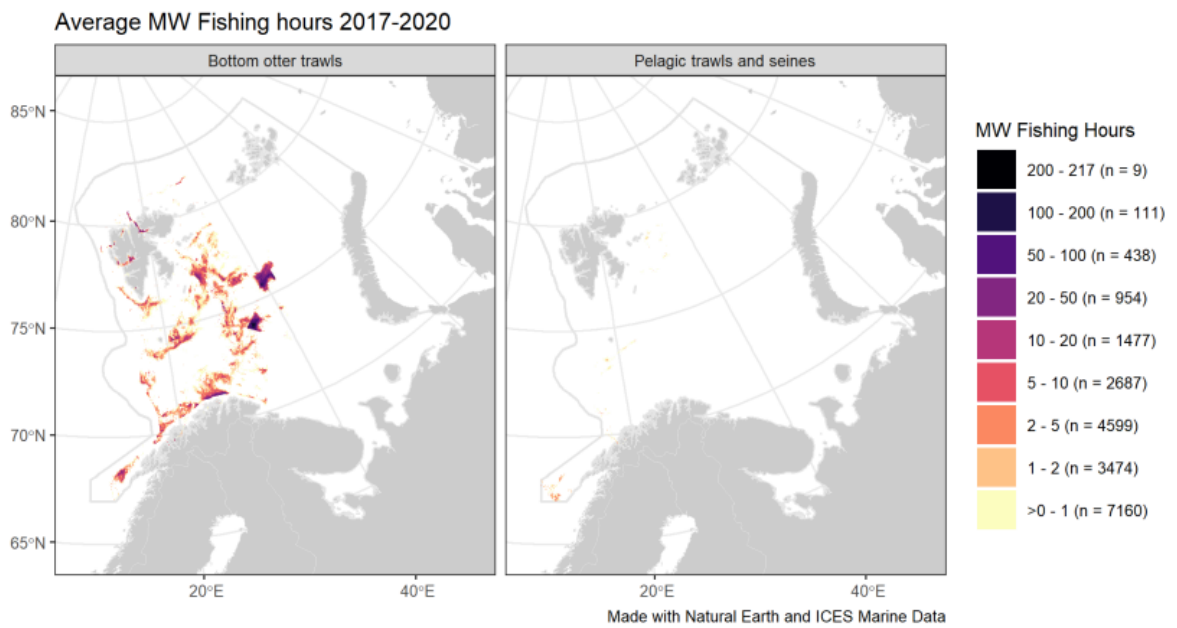 Average MW Fishing hours 2017-2020
Bottom otter trawls
Pelagic trawls and seines
85°N
80°N
75°N
70°N
65°N
20°E
40°E
20°E
40°E
MW Fishing Hours
200 - 217 (n = 9)
100 - 200 (n = 111)
50 - 100 (n = 438)
20 - 50 (n = 954)
10 - 20 (n = 1477)
5 - 10 (n = 2687)
2 - 5 (n = 4599)
1 - 2 (n = 3474)
>0 - 1 (n = 7160)
Made with Natural Earth and ICES Marine Data